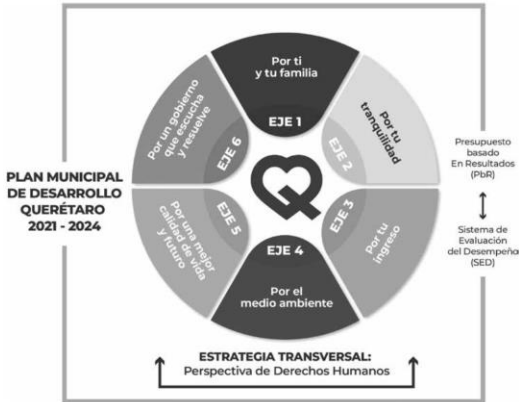 Por ti
y tu familia
EJE 1
Por tu
tranquilidad
EJE 2
Por tu
ingreso
EJE 3
EJE 4
Por el
medio ambiente
Por una mejor
calidad de vida
y futuro
EJE 5
Por un gobierno
que escucha
y resuelve
EJE 6
PLAN MUNICIPAL
DE DESARROLLO
QUERÉTARO
2021 - 2024
Presupuesto
basado
En Resultados
(PbR)
Sistema de
Evaluación
del Desempeño
(SED)
ESTRATEGIA TRANSVERSAL:
Perspectiva de Derechos Humanos